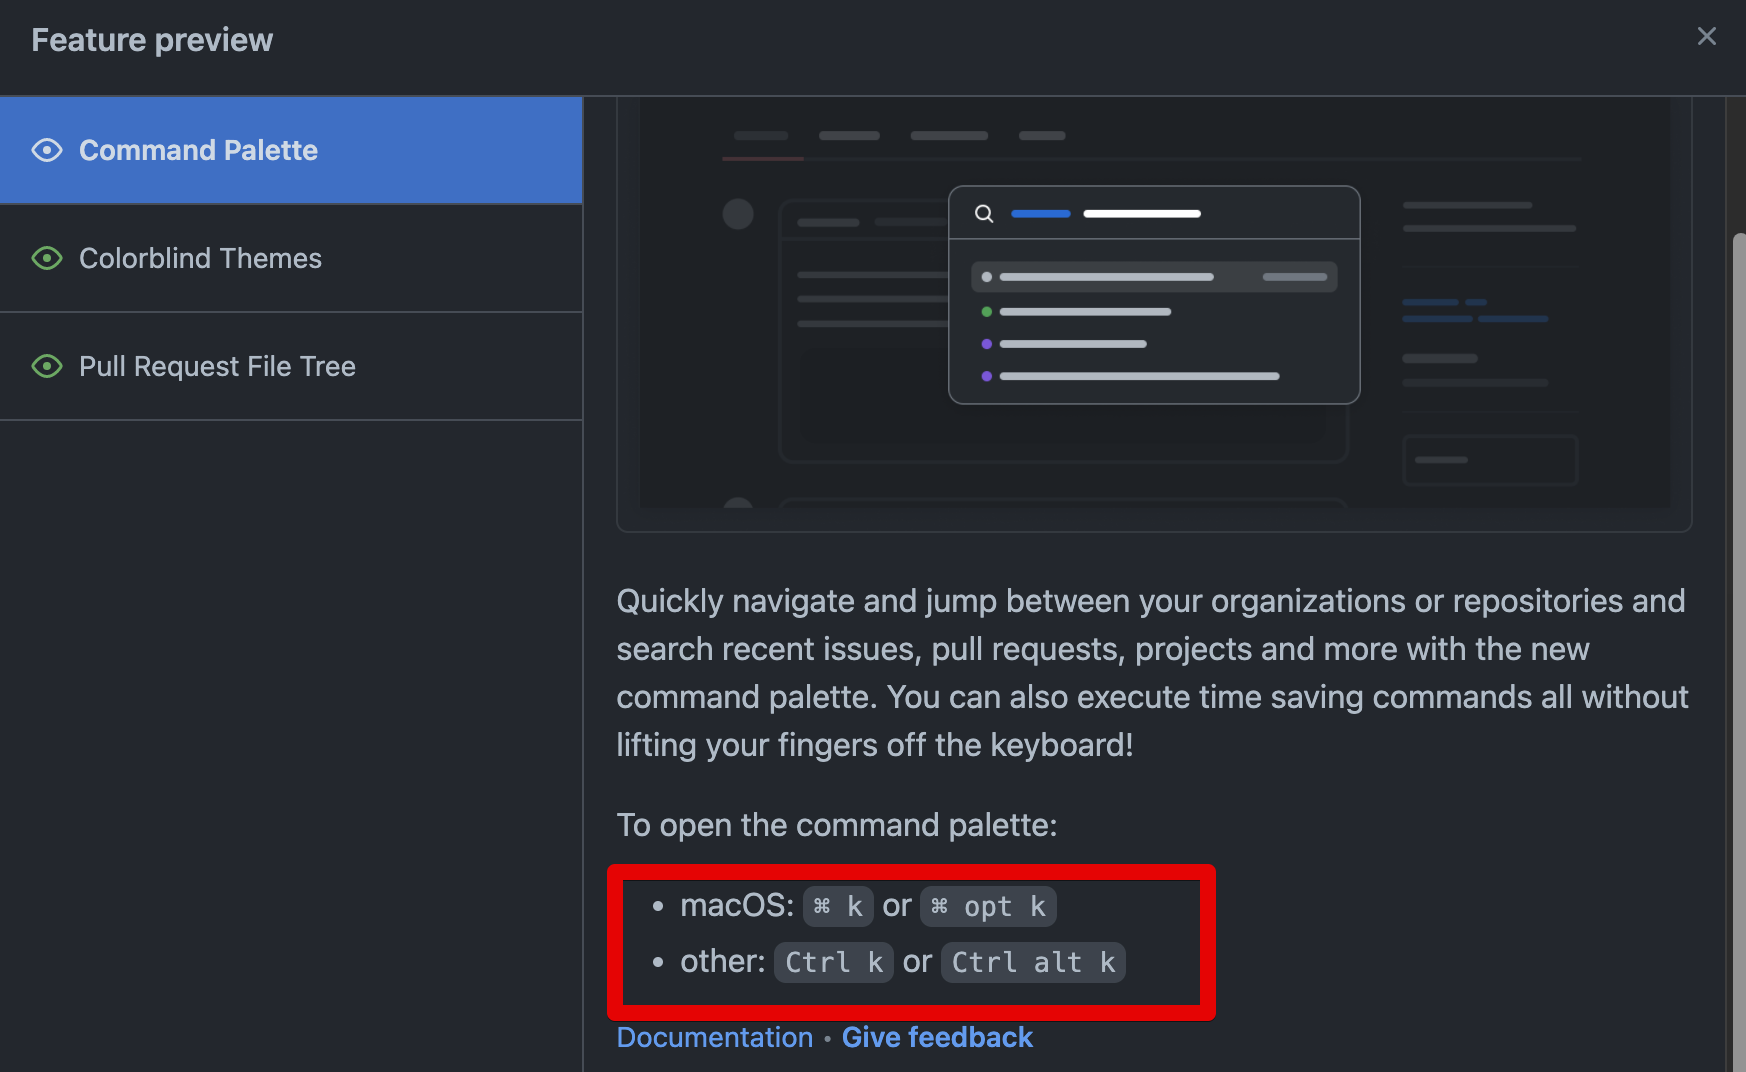 Feature preview
Command Palette
Colorblind Themes
Pull Request File Tree
Quickly navigate and jump between your organizations or repositories and
search recent issues, pull requests, projects and more with the new
command palette. You can also execute time saving commands all without
lifting your fingers off the keyboard!
To open the command palette:
• macOS: ⌘ k or ⌘ opt k
• other: Ctrl k or Ctrl alt k
Documentation • Give feedback